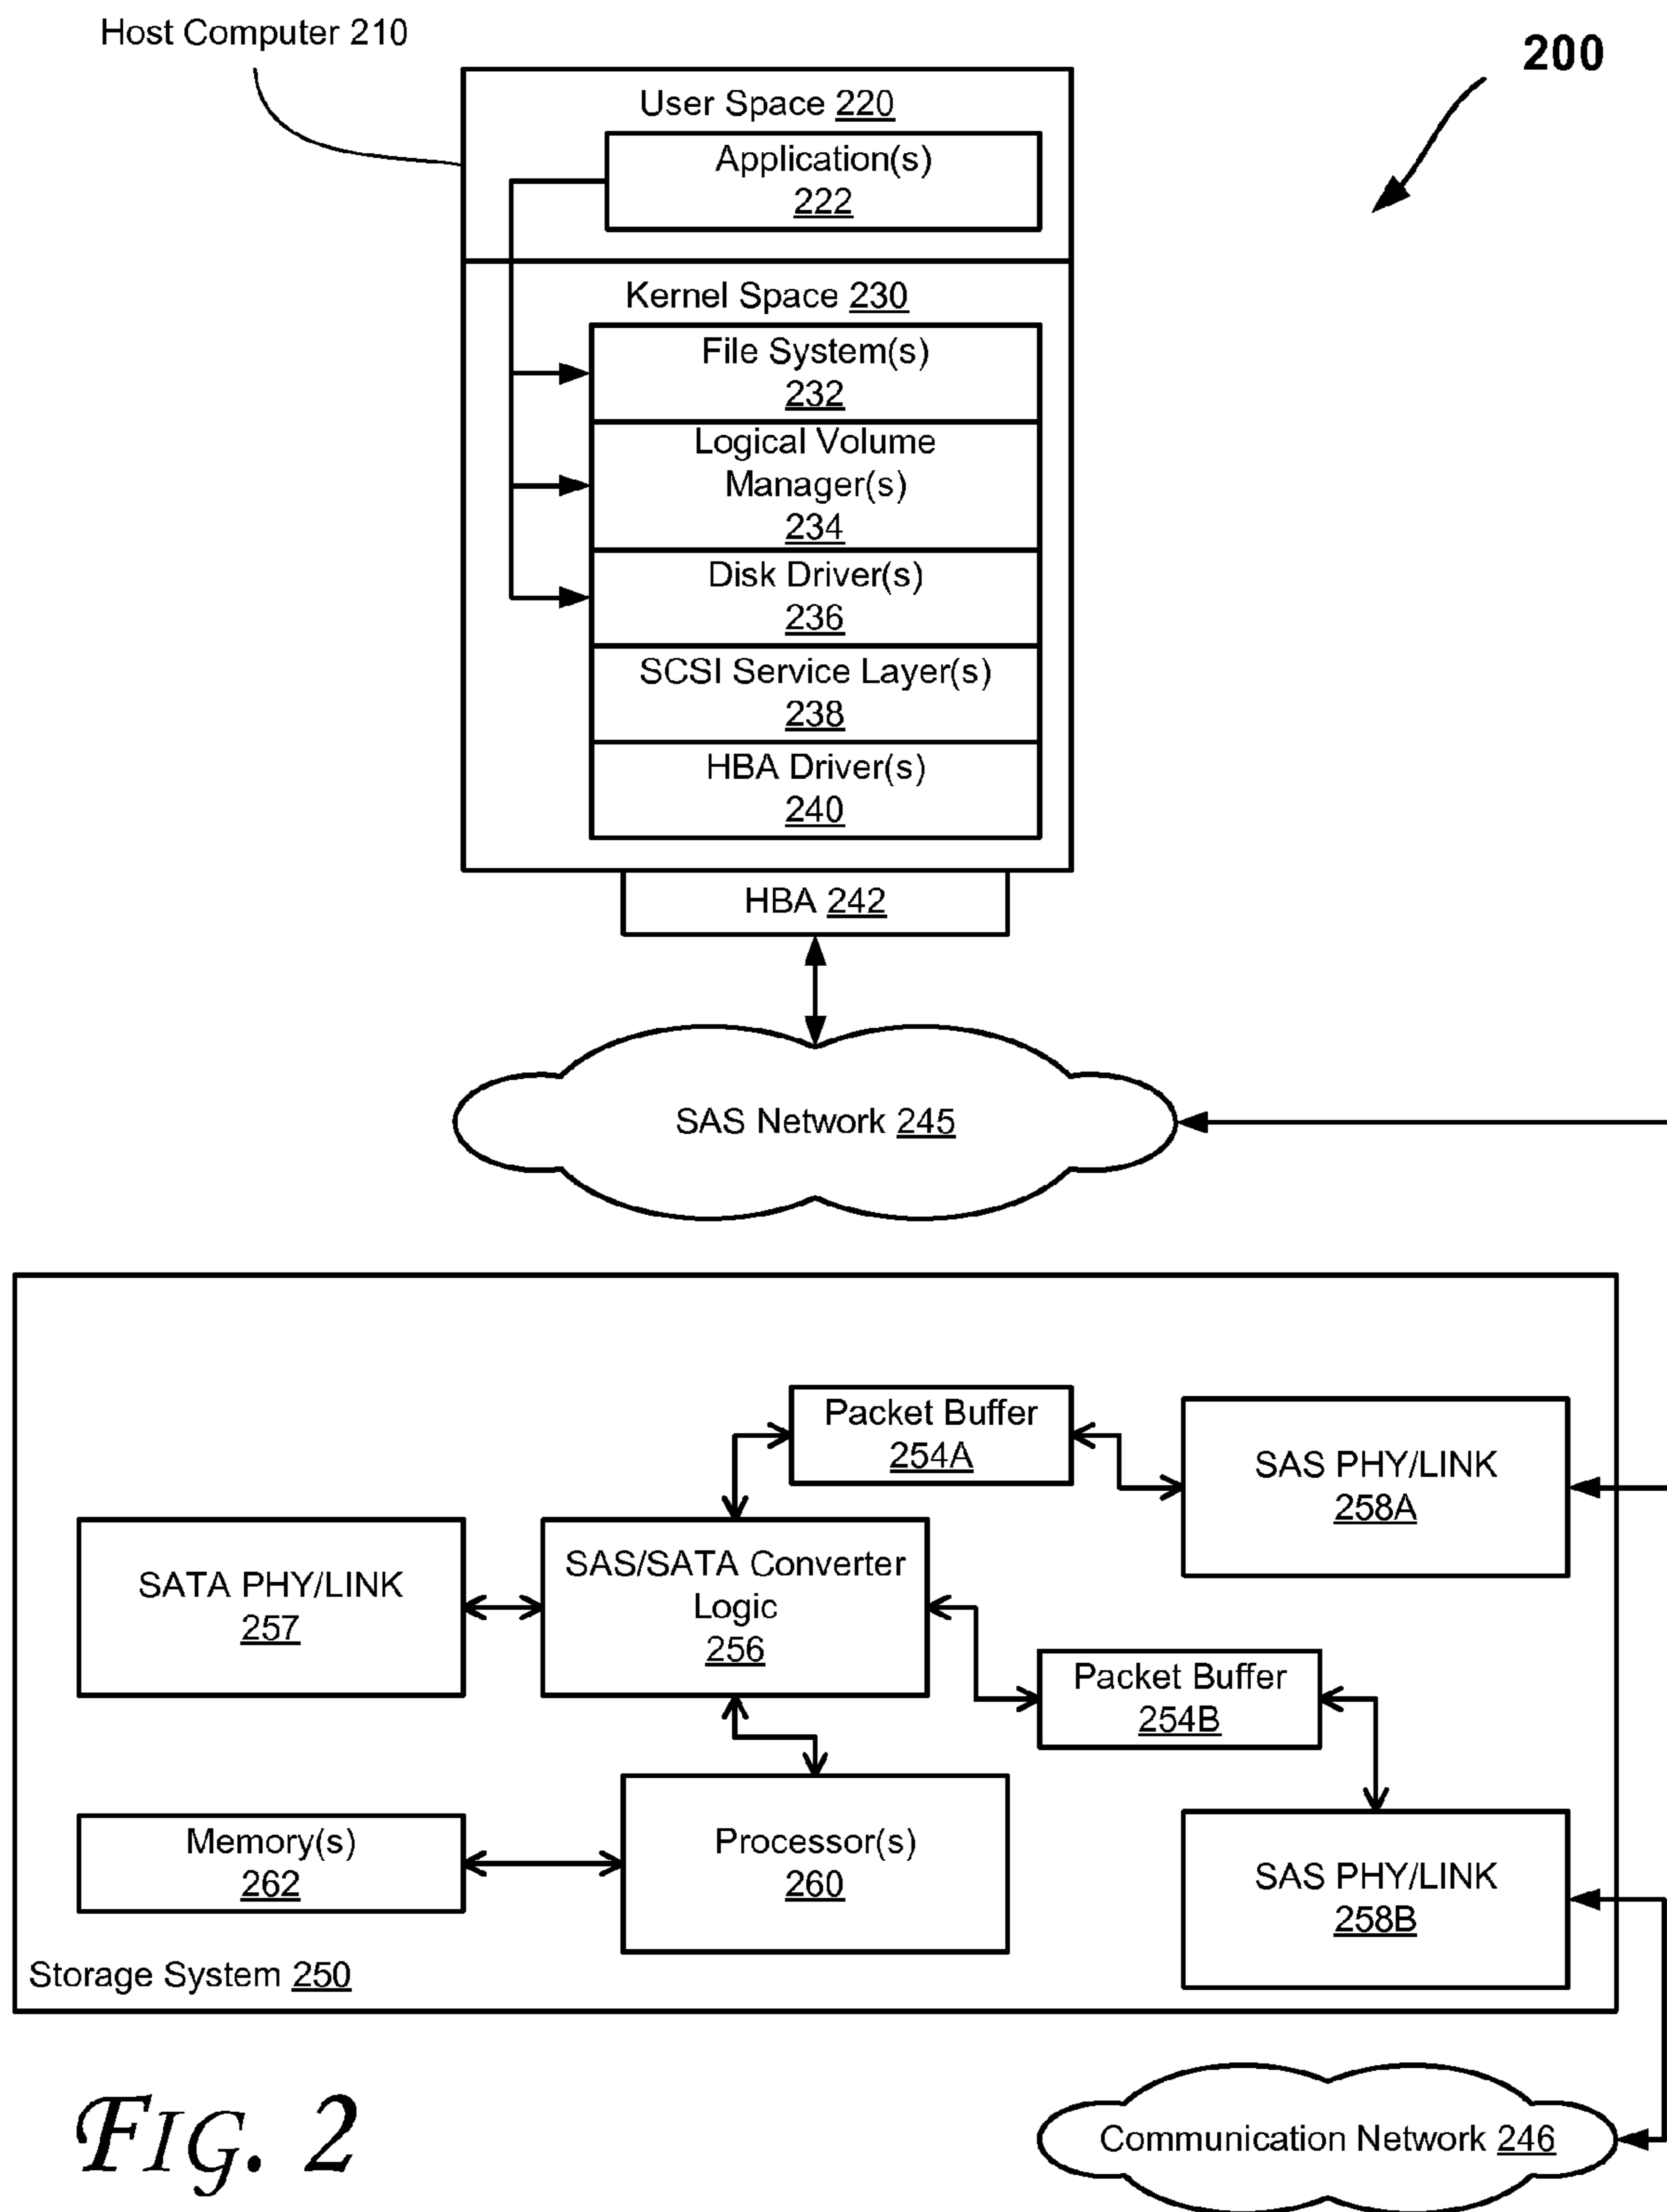 Host Computer 210
200
User Space 220
Application(s)
222
Kernel Space 230
File System(s)
232
Logical Volume
Manager(s)
234
Disk Driver(s)
236
SCSI Service Layer(s)
238
HBA Driver(s)
240
HBA 242
SAS Network 245
Packet Buffer
254A
SAS PHY/LINK
258A
SATA PHY/LINK
257
SAS/SATA Converter
Logic
256
Packet Buffer
254B
Memory(s)
262
Processor(s)
260
SAS PHY/LINK
258B
Storage System 250
Communication Network 246
FIG. 2